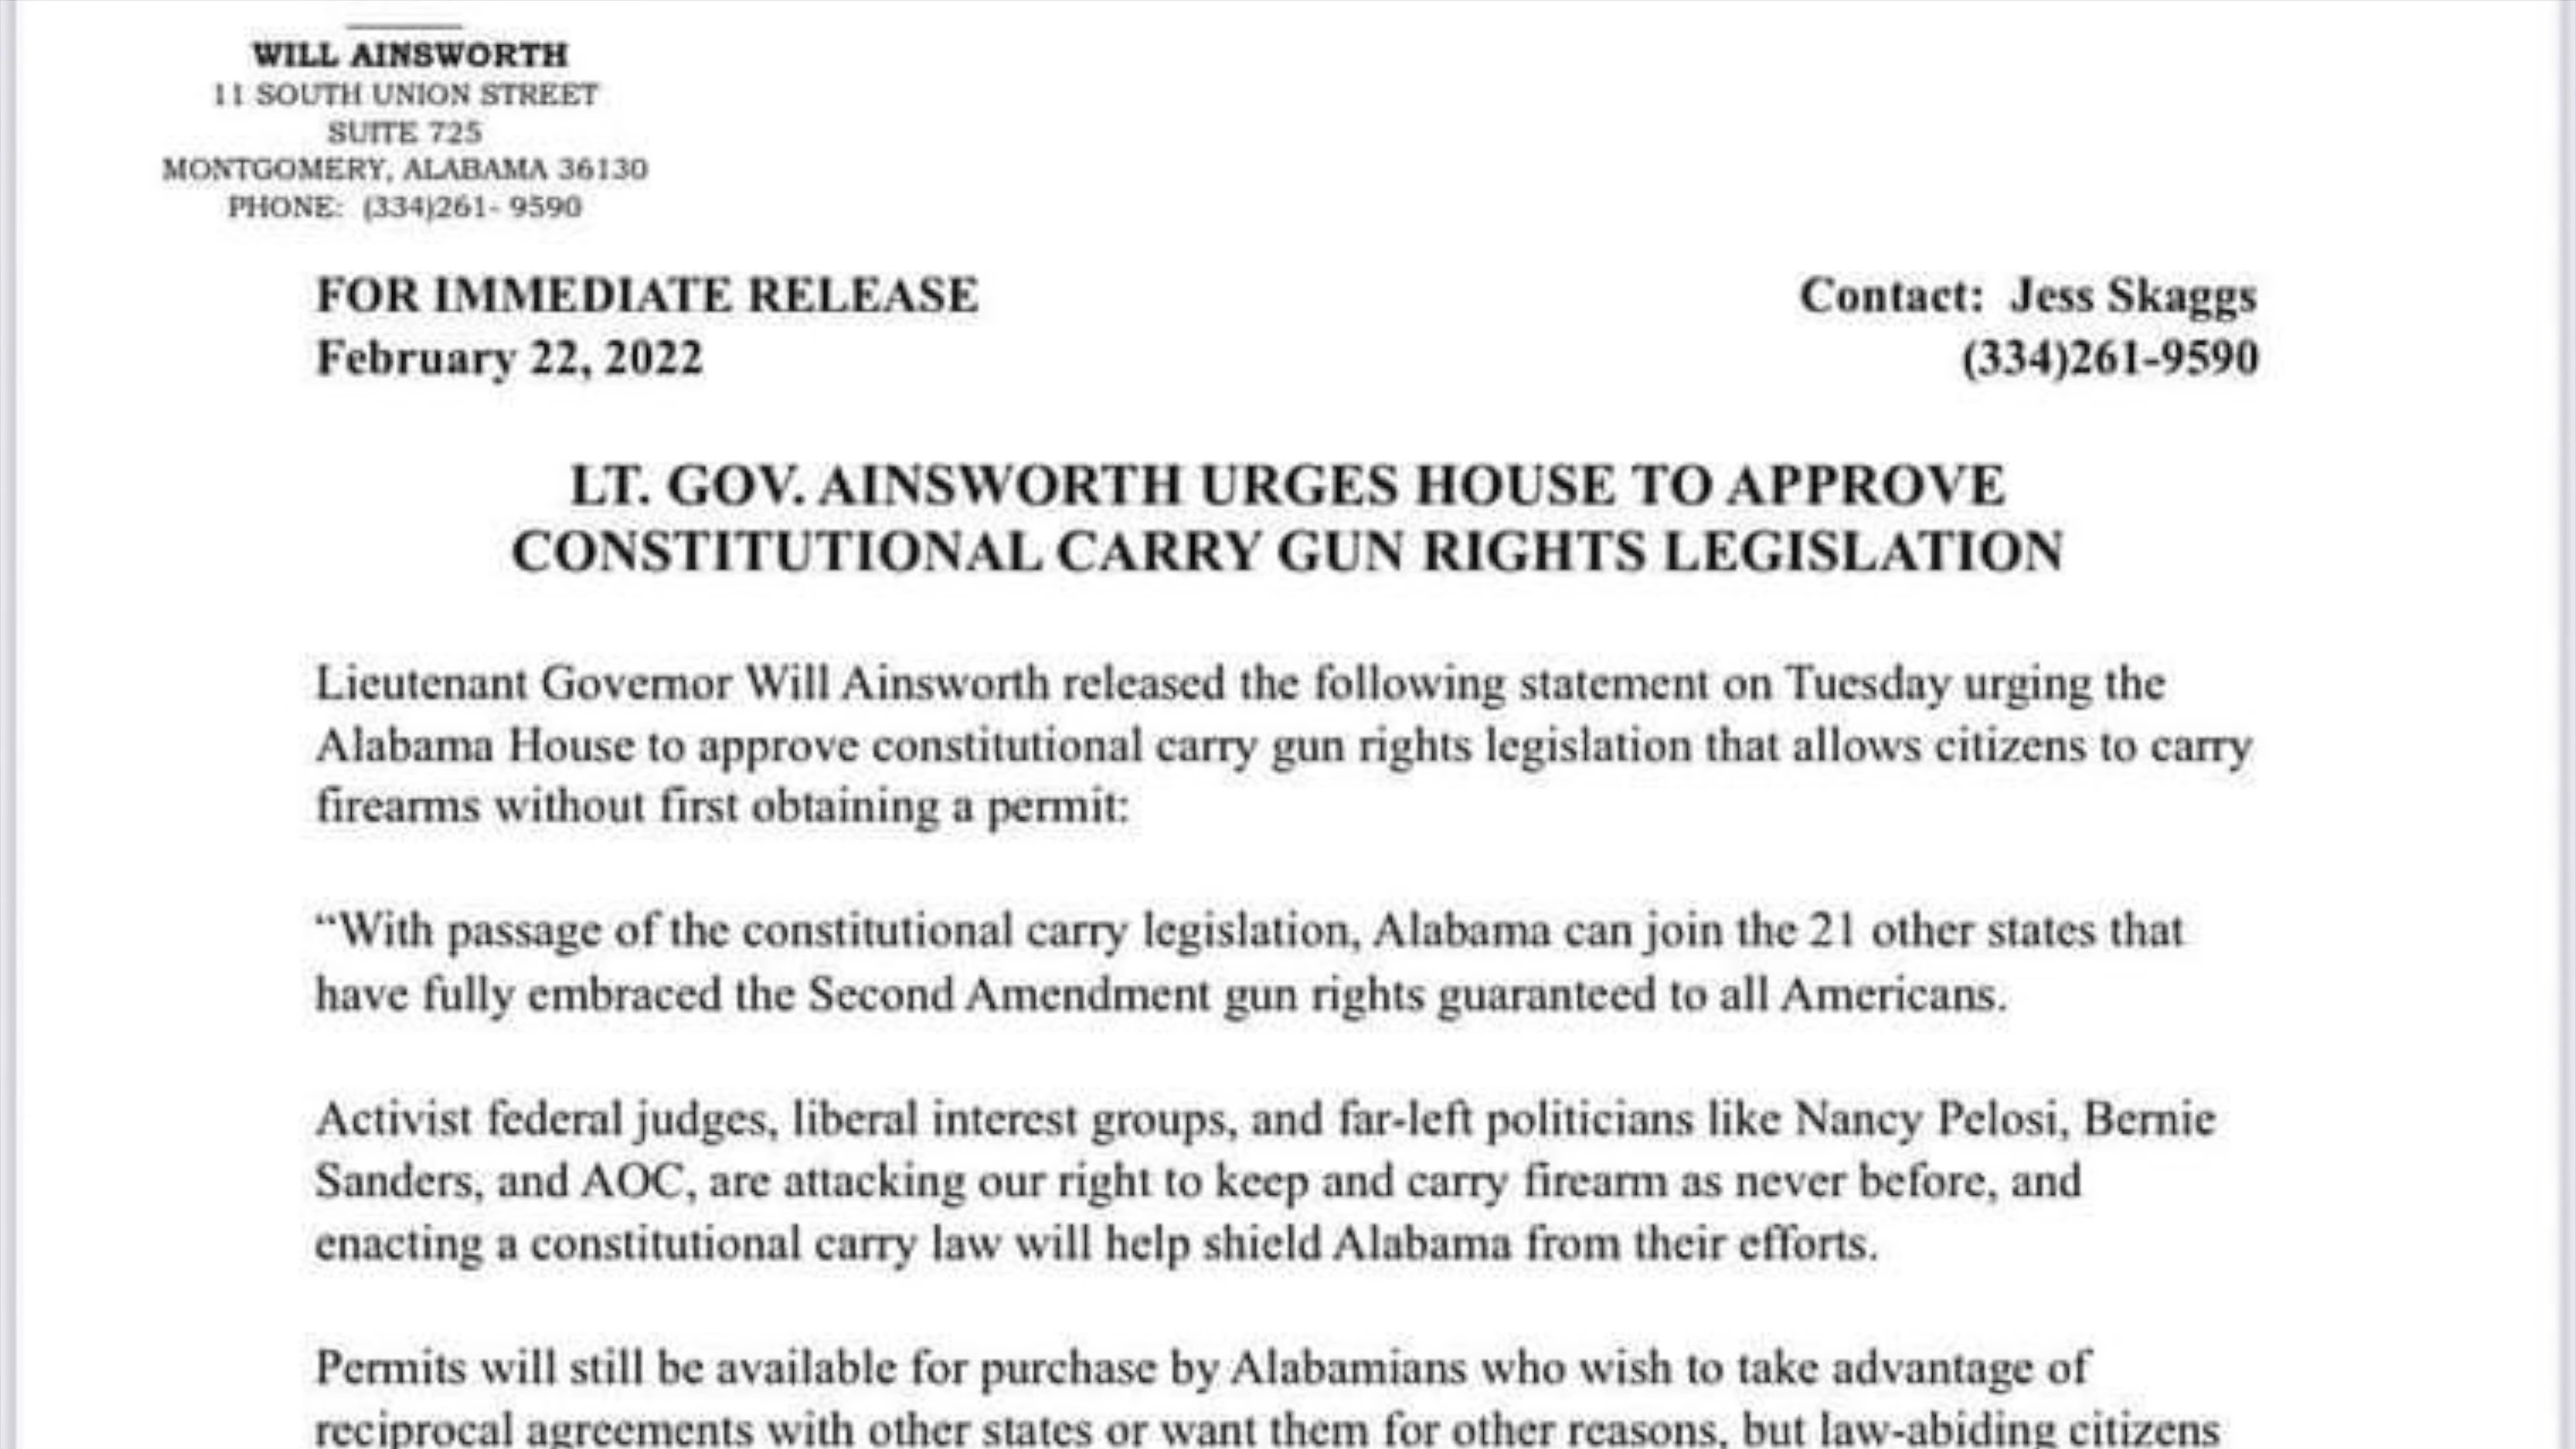 WILL AINSWORTH
11 SOUTH UNION STREET
SUITE 725
MONTGOMERY, ALABAMA 36130
PHONE: (334)261- 9590
FOR IMMEDIATE RELEASE
Contact: Jess Skaggs
February 22, 2022
(334)261-9590
LT. GOV. AINSWORTH URGES HOUSE TO APPROVE
CONSTITUTIONAL CARRY GUN RIGHTS LEGISLATION
Lieutenant Governor Will Ainsworth released the following statement on Tuesday urging the
Alabama House to approve constitutional carry gun rights legislation that allows citizens to carry
firearms without first obtaining a permit:
“With passage of the constitutional carry legislation, Alabama can join the 21 other states that
have fully embraced the Second Amendment gun rights guaranteed to all Americans.
Activist federal judges, liberal interest groups, and far-left politicians like Nancy Pelosi, Bernie
Sanders, and AOC, are attacking our right to keep and carry firearm as never before, and
enacting a constitutional carry law will help shield Alabama from their efforts.
Permits will still be available for purchase by Alabamians who wish to take advantage of
reciprocal agreements with other states or want them for other reasons, but law-abiding citizens